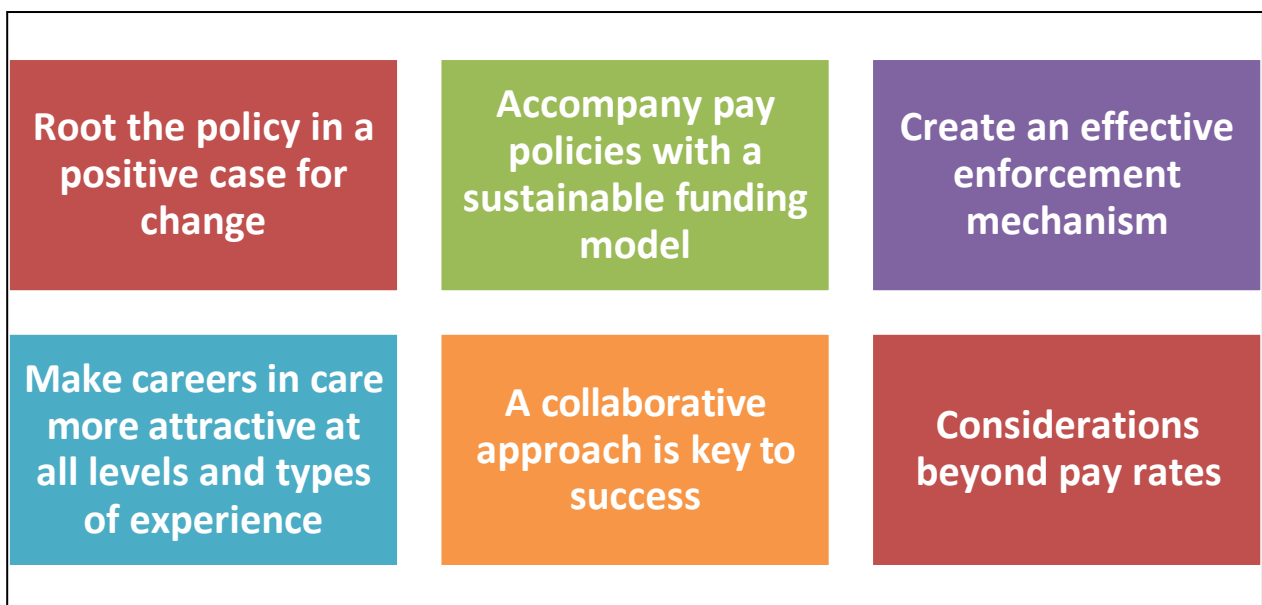 Root the policy in a
positive case for
change
Accompany pay
policies with a
sustainable funding
model
Create an effective
enforcement
mechanism
Make careers in care
more attractive at
all levels and types
of experience
A collaborative
approach is key to
success
Considerations
beyond pay rates